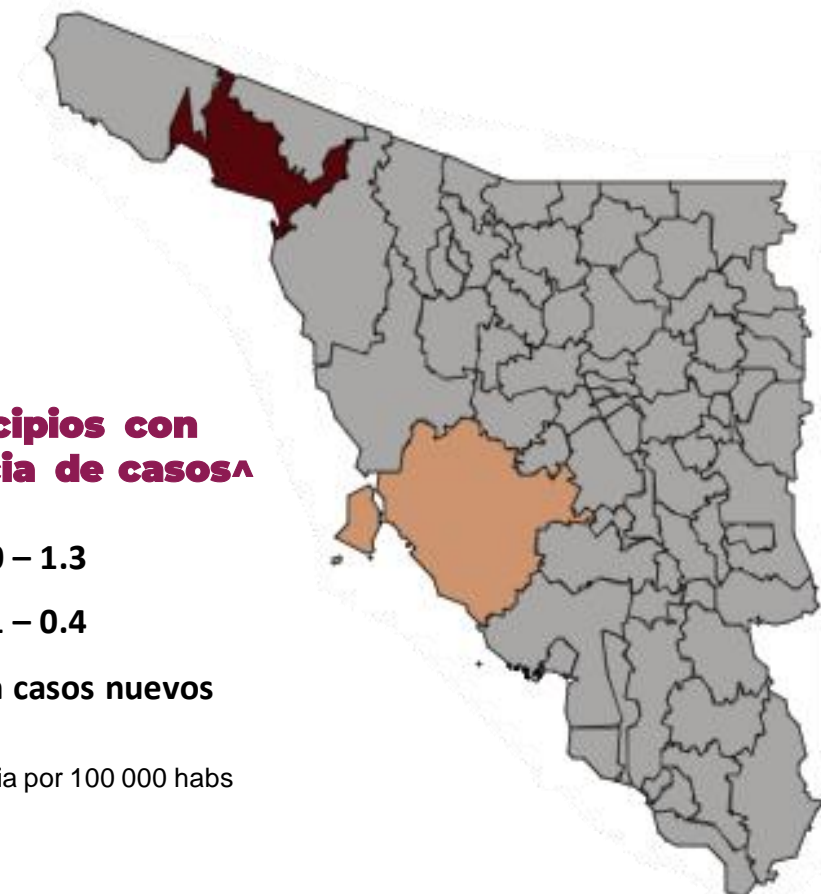 cipios con
cia de casos^
– 1.3
– 0.4
casos nuevos
ia por 100 000 habs